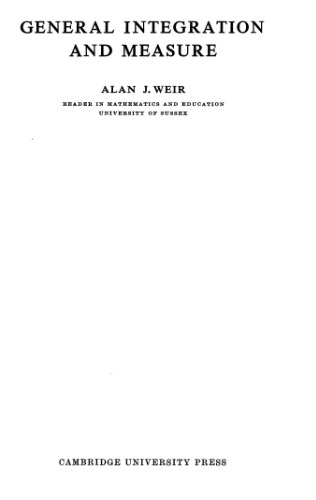 GENERAL INTEGRATION
AND MEASURE
ALAN J. WEIR
READER IN MATHEMATICS AND EDUCATION
UNIVERSITY OF SUSSEX
CAMBRIDGE UNIVERSITY PRESS